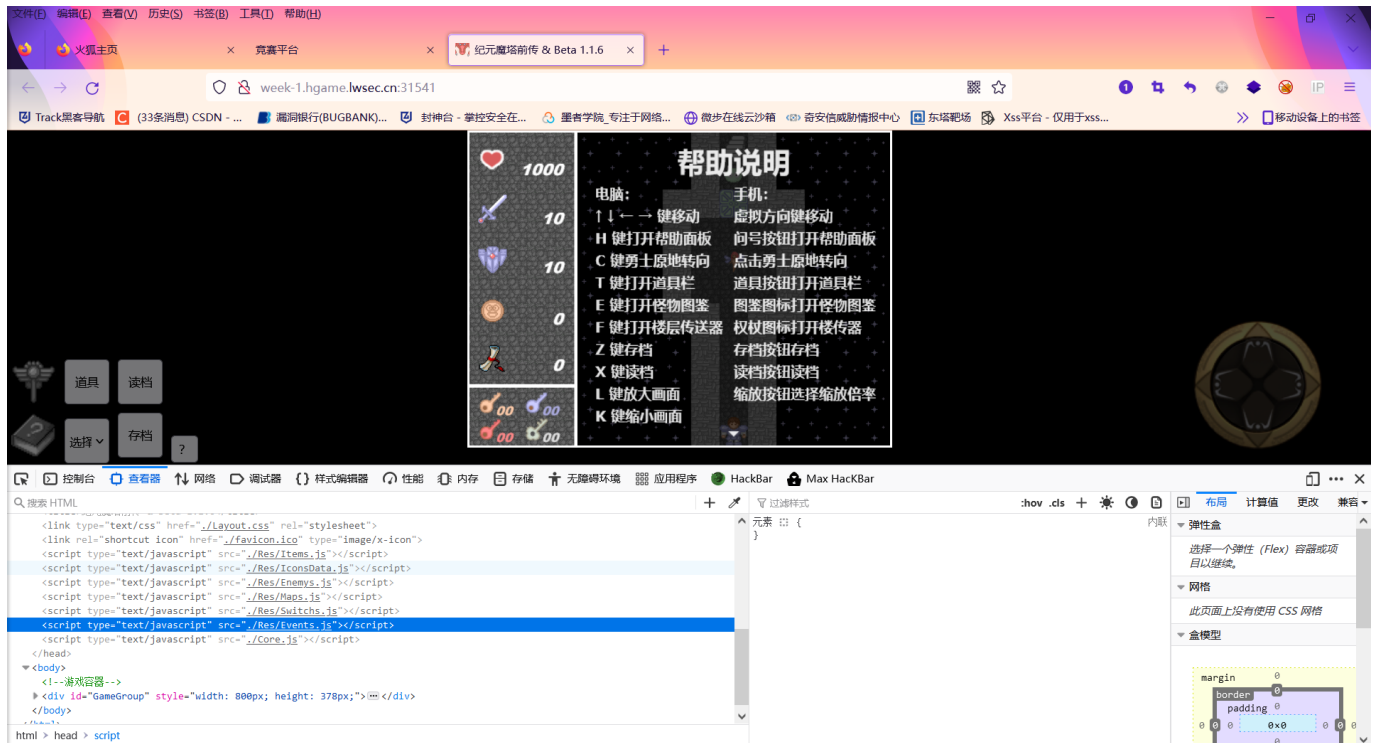 文件(F) 编辑(E) 查看(V) 历史(S) 书签(B) 工具(T) 帮助(H)
火狐主页 × 竞赛平台 × 纪元魔塔前传 & Beta 1.1.6 × +
week-1.hgame.lwsec.cn:31541
1 IP
Track黑客导航 C (33条消息) CSDN - ... 漏洞银行(BUGBANK)... 封神台 - 掌控安全在... 墨者学院_专注于网络... 微步在线云沙箱 奇安信威胁情报中心 东塔靶场 Xss平台 - 仅用于xss... 移动设备上的书签
1000
10
10
0
0
00 00
00 00
帮助说明
电脑: 手机:
↑↓←→ 键移动 虚拟方向键移动
H 键打开帮助面板 问号按钮打开帮助面板
C 键勇士原地转向 点击勇士原地转向
T 键打开道具栏 道具按钮打开道具栏
E 键打开怪物图鉴 图鉴图标打开怪物图鉴
F 键打开楼层传送器 权杖图标打开楼传器
Z 键存档 存档按钮存档
X 键读档 读档按钮读档
L 键放大画面 缩放按钮选择缩放倍率
K 键缩小画面
道具 读档
选择 存档 ?
控制台 查看器 网络 调试器 {} 样式编辑器 性能 内存 存储 无障碍环境 应用程序 HackBar Max HacKBar
搜索 HTML
<link type="text/css" href="./Layout.css" rel="stylesheet">
<link rel="shortcut icon" href="./favicon.ico" type="image/x-icon">
<script type="text/javascript" src="./Res/Items.js"></script>
<script type="text/javascript" src="./Res/IconsData.js"></script>
<script type="text/javascript" src="./Res/Enemys.js"></script>
<script type="text/javascript" src="./Res/Maps.js"></script>
<script type="text/javascript" src="./Res/Switchs.js"></script>
<script type="text/javascript" src="./Res/Events.js"></script>
<script type="text/javascript" src="./Core.js"></script>
</head>
<body>
<!--游戏容器-->
<div id="GameGroup" style="width: 800px; height: 378px;"></div>
</body>
html > head > script
过滤样式 :hov .cls +
元素 { 内联
}
布局 计算值 更改 兼容
弹性盒
选择一个弹性 (Flex) 容器或项
目以继续。
网格
此页面上没有使用 CSS 网格
盒模型
margin 0
border 0
padding 0
0 0 0 0×0 0 0 0
0